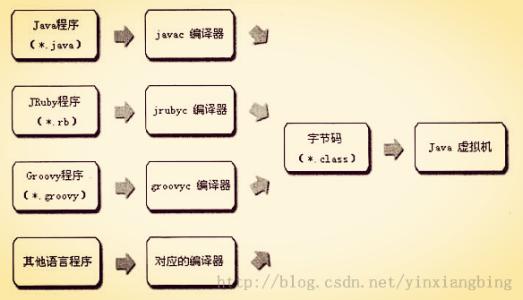 Java程序
（*.java）
javac 编译器
JRuby程序
（*.rb）
jrubyc 编译器
字节码
（*.class）
Java 虚拟机
Groovy程序
（*.groovy）
groovyc 编译器
其他语言程序
对应的编译器
http://blog.csdn.net/yinxiangbing